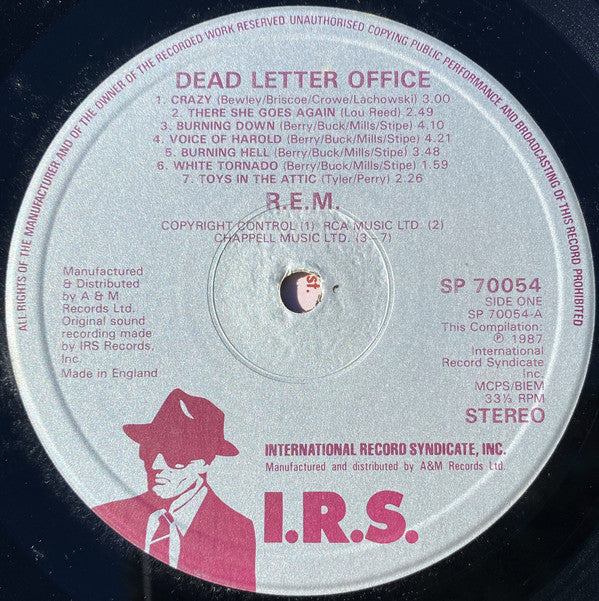 ALL RIGHTS OF THE MANUFACTURER AND OF THE OWNER OF THE RECORDED WORK RESERVED UNAUTHORISED COPYING PUBLIC PERFORMANCE AND BROADCASTING OF THIS RECORD PROHIBITED
DEAD LETTER OFFICE
1. CRAZY (Bewley/Briscoe/Crowe/Lachowski) 3.00
2. THERE SHE GOES AGAIN (Lou Reed) 2.49
3. BURNING DOWN (Berry/Buck/Mills/Stipe) 4.10
4. VOICE OF HAROLD (Berry/Buck/Mills/Stipe) 4.21
5. BURNING HELL (Berry/Buck/Mills/Stipe) 3.48
6. WHITE TORNADO (Berry/Buck/Mills/Stipe) 1.59
7. TOYS IN THE ATTIC (Tyler/Perry) 2.26
R.E.M.
COPYRIGHT CONTROL (1) RCA MUSIC LTD. (2)
CHAPPELL MUSIC LTD. (3–7)
Manufactured
& Distributed
by A & M
Records Ltd.
Original sound
recording made
by IRS Records,
Inc.
Made in England
st.
SP 70054
SIDE ONE
SP 70054-A
This Compilation:
℗ 1987
International
Record Syndicate
Inc.
MCPS/BIEM
33⅓ RPM
STEREO
INTERNATIONAL RECORD SYNDICATE, INC.
Manufactured and distributed by A&M Records Ltd.
I.R.S.